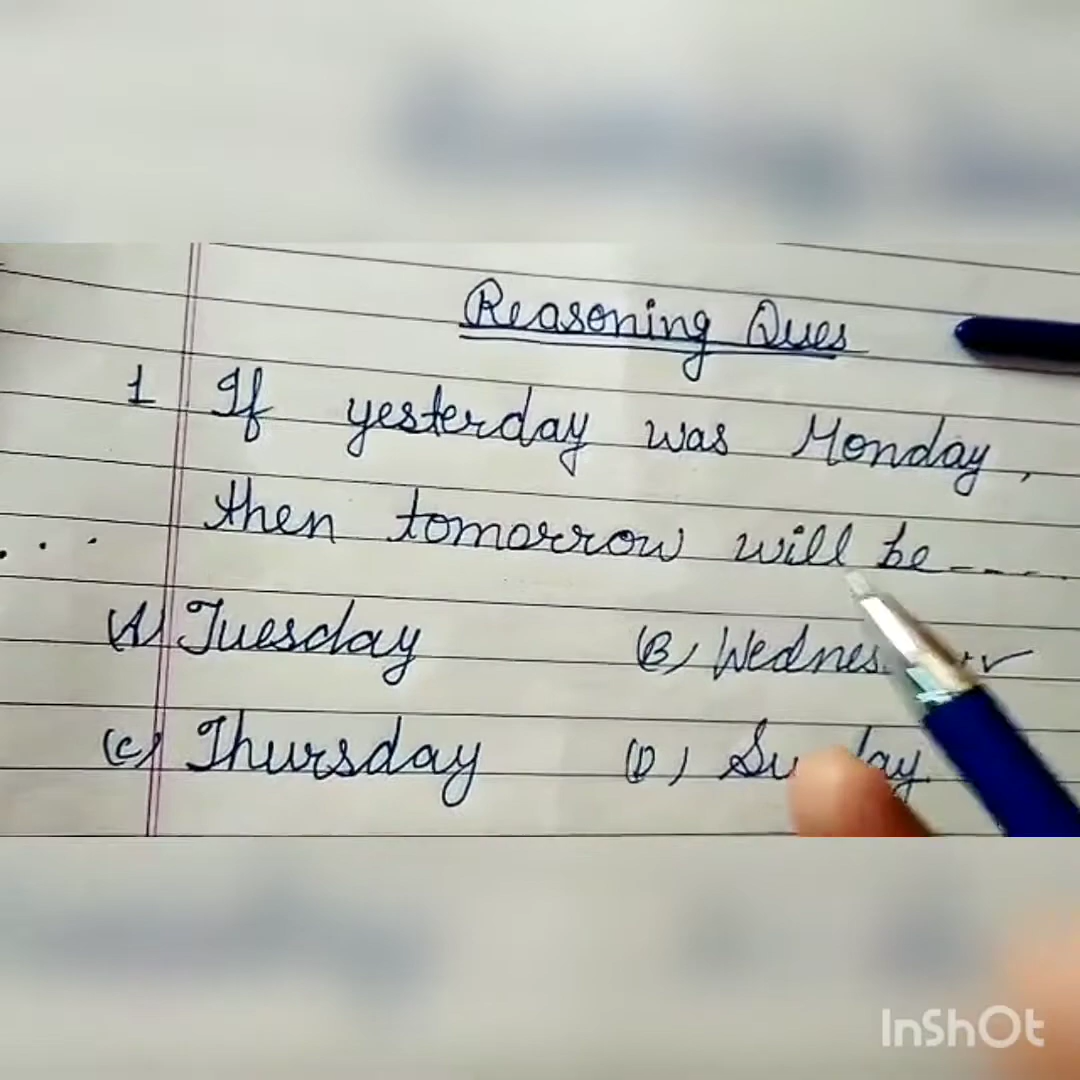 Reasoning Ques
1 If yesterday was Monday,
then tomorrow will be-----
(A) Tuesday (B)
(C) Thursday (D)
InShOt